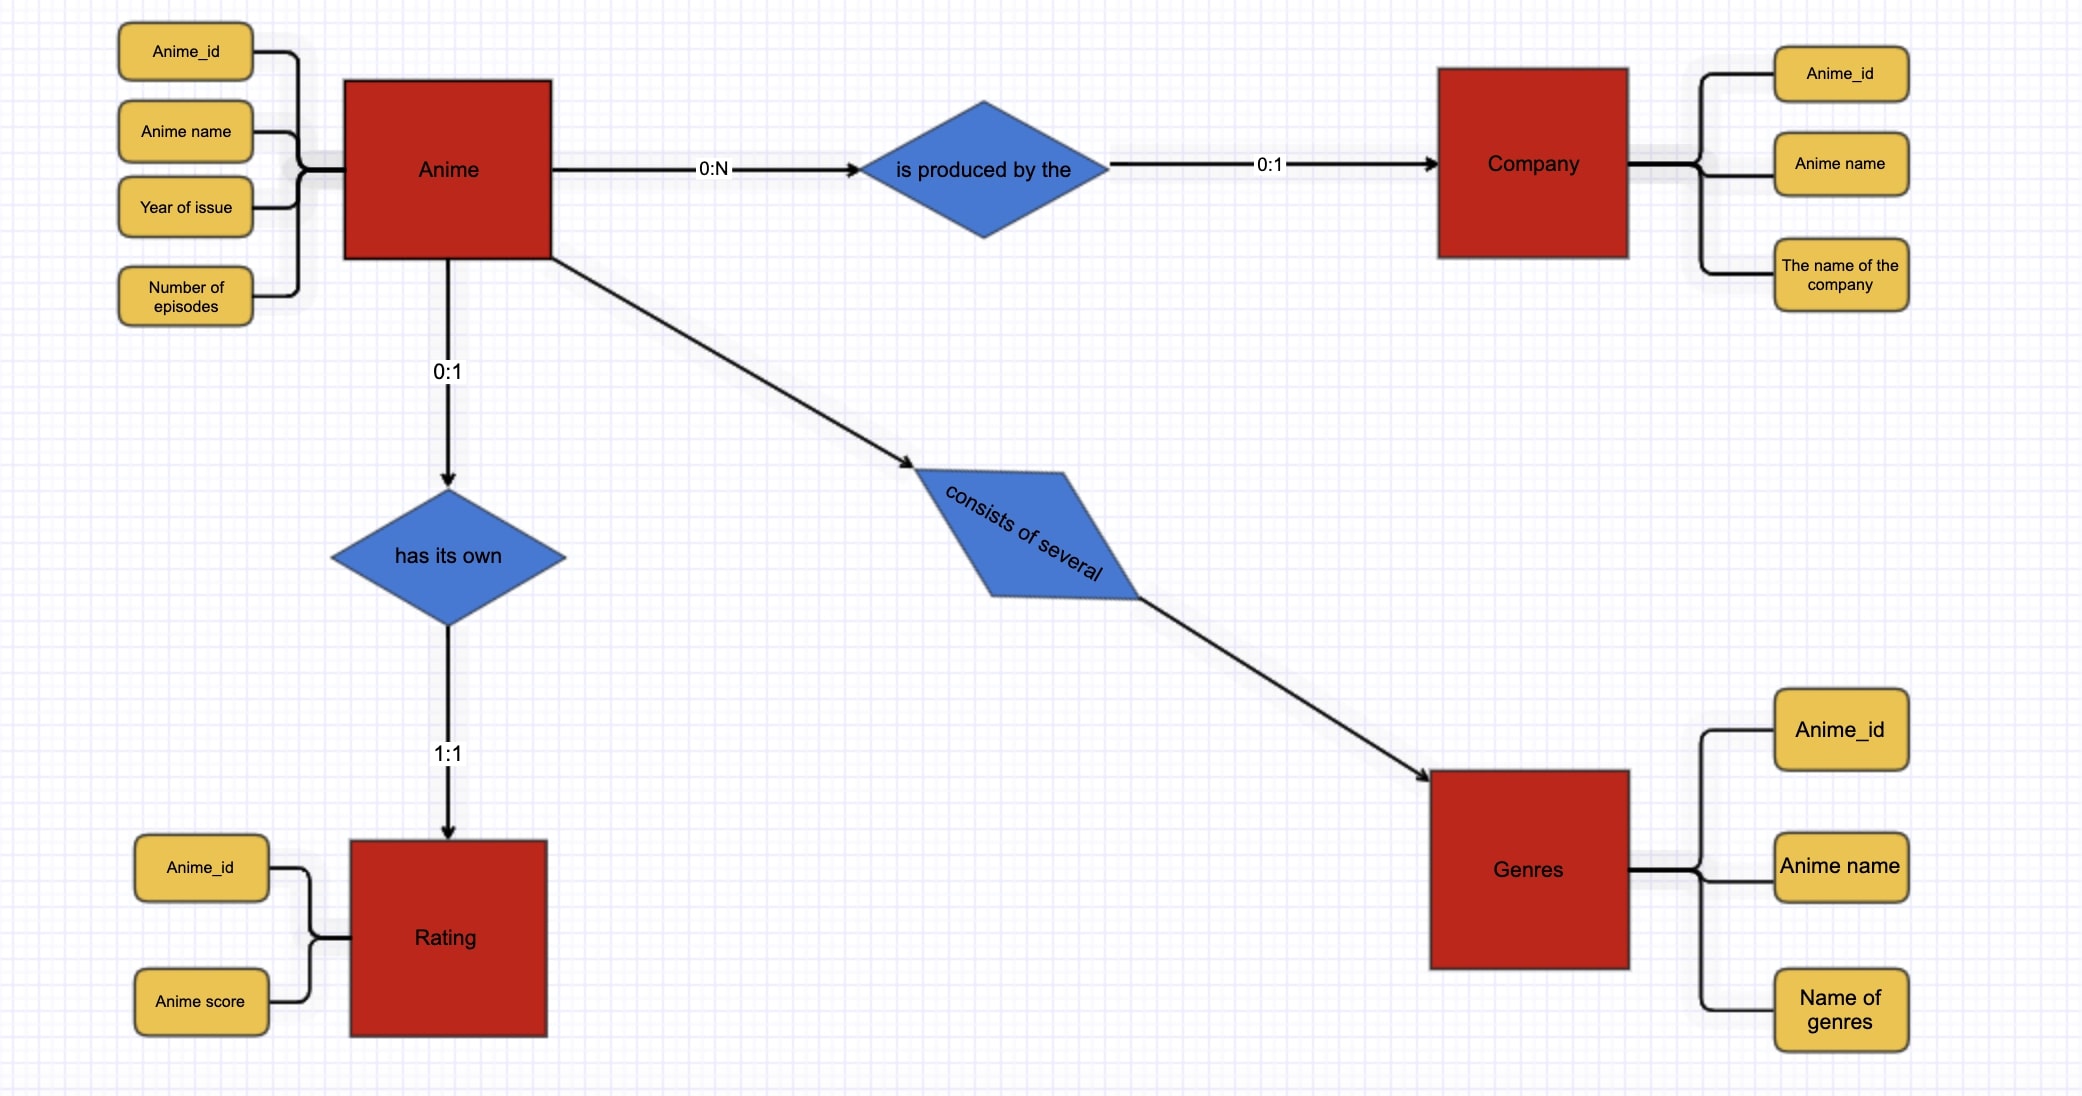 Anime_id
Anime name
Year of issue
Number of
episodes
Anime
0:N
is produced by the
0:1
Company
Anime_id
Anime name
The name of the
company
0:1
has its own
1:1
consists of several
Rating
Anime_id
Anime score
Genres
Anime_id
Anime name
Name of
genres